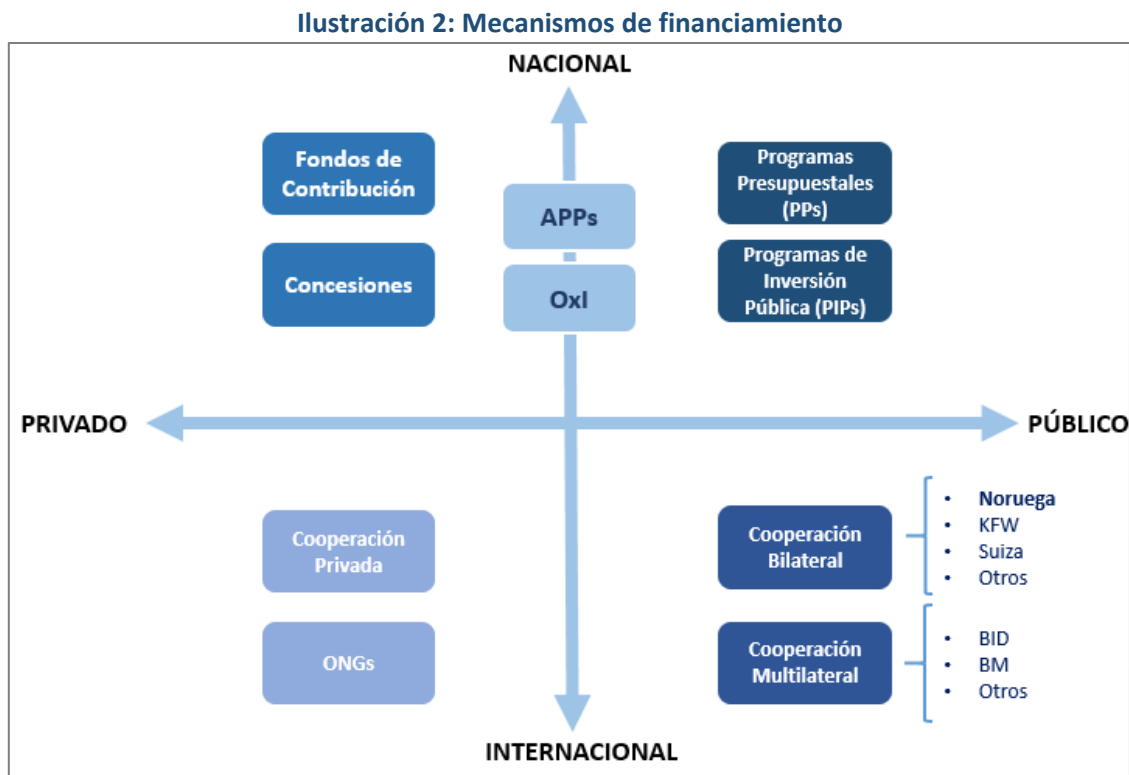 Ilustración 2: Mecanismos de financiamiento
NACIONAL
Fondos de
Contribución
APPs
Programas
Presupuestales
(PPs)
Concesiones
OxI
Programas de
Inversión
Pública (PIPs)
PRIVADO
PÚBLICO
Cooperación
Privada
Cooperación
Bilateral
• Noruega
• KFW
• Suiza
• Otros
ONGs
Cooperación
Multilateral
• BID
• BM
• Otros
INTERNACIONAL